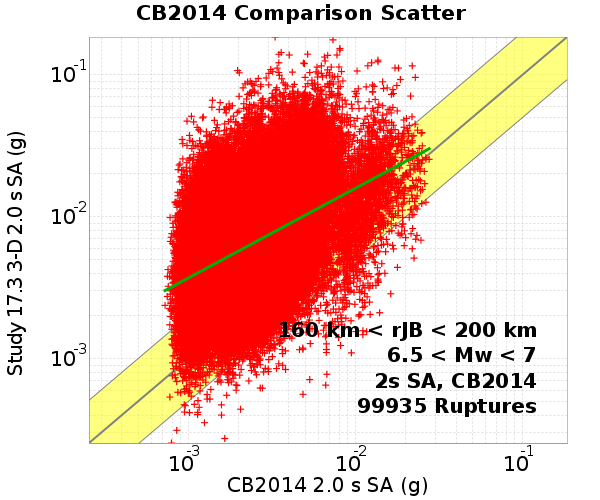 CB2014 Comparison Scatter
Study 17.3 3-D 2.0 s SA (g)
10-1
10-2
10-3
160 km < rJB < 200 km
6.5 < Mw < 7
2s SA, CB2014
99935 Ruptures
10-3 10-2 10-1
CB2014 2.0 s SA (g)